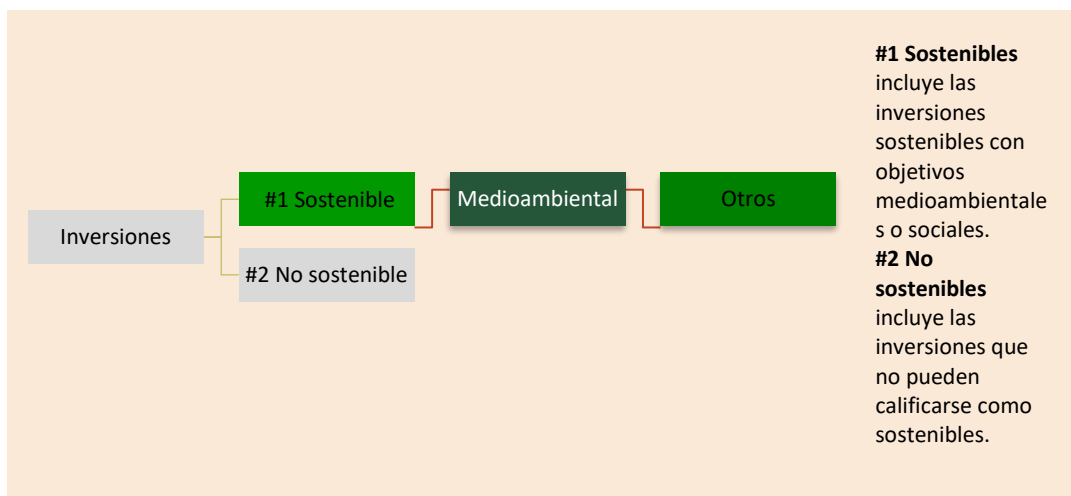 Inversiones
#1 Sostenible
#2 No sostenible
Medioambiental
Otros
#1 Sostenibles
incluye las
inversiones
sostenibles con
objetivos
medioambientale
s o sociales.
#2 No
sostenibles
incluye las
inversiones que
no pueden
calificarse como
sostenibles.